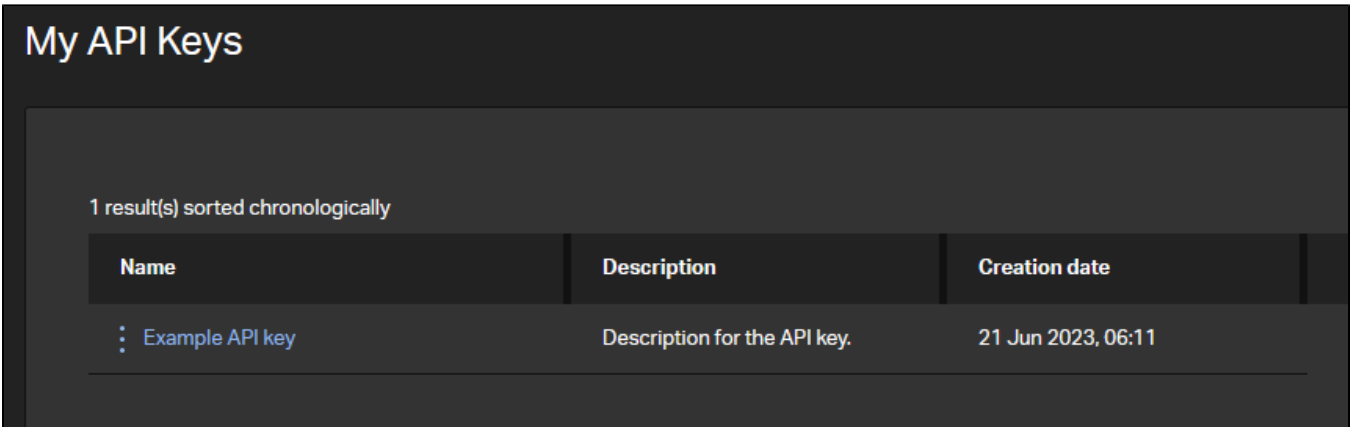 My API Keys
1 result(s) sorted chronologically
Name Description Creation date
Example API key Description for the API key. 21 Jun 2023, 06:11